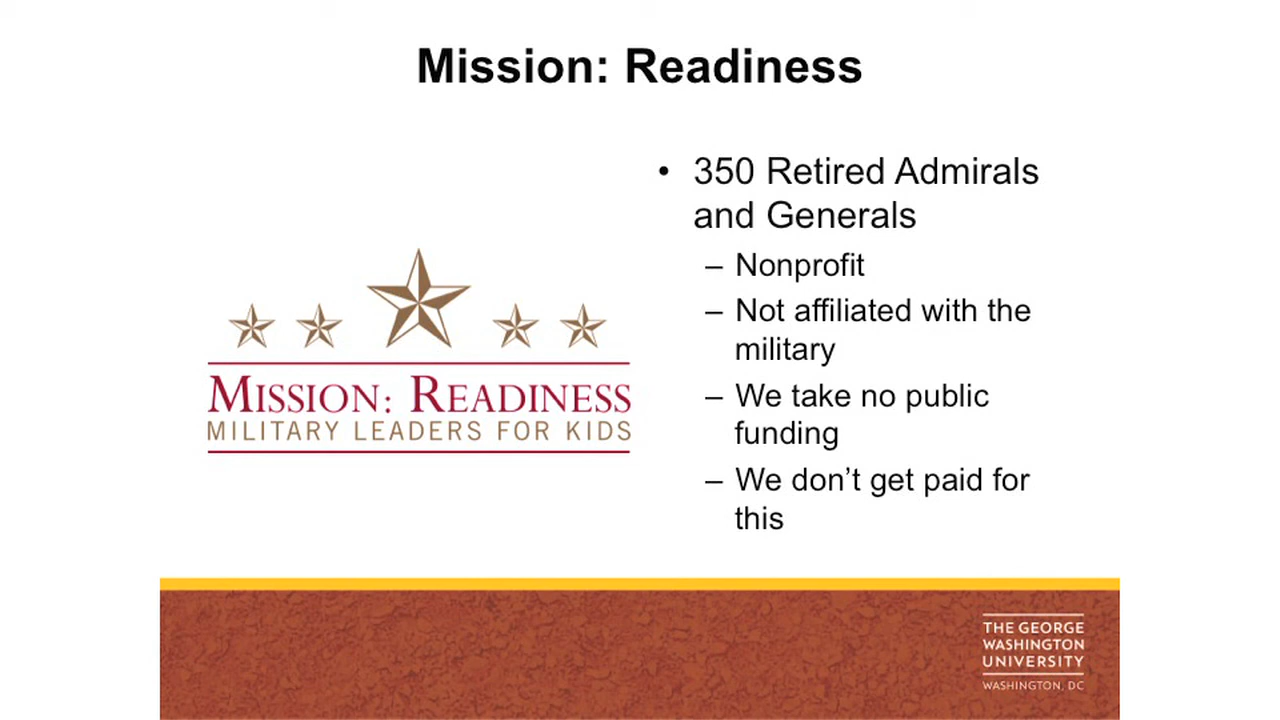 Mission: Readiness
• 350 Retired Admirals
and Generals
– Nonprofit
– Not affiliated with the
military
– We take no public
funding
– We don’t get paid for
this
MISSION: READINESS
MILITARY LEADERS FOR KIDS
THE GEORGE
WASHINGTON
UNIVERSITY
WASHINGTON, DC